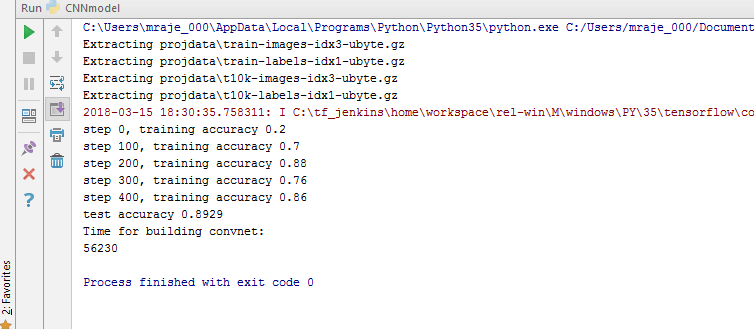 Run CNNmodel
C:\Users\mraje_000\AppData\Local\Programs\Python\Python35\python.exe C:/Users/mraje_000/Document
Extracting projdata\train-images-idx3-ubyte.gz
Extracting projdata\train-labels-idx1-ubyte.gz
Extracting projdata\t10k-images-idx3-ubyte.gz
Extracting projdata\t10k-labels-idx1-ubyte.gz
2018-03-15 18:30:35.758311: I C:\tf_jenkins\home\workspace\rel-win\M\windows\PY\35\tensorflow\co
step 0, training accuracy 0.2
step 100, training accuracy 0.7
step 200, training accuracy 0.88
step 300, training accuracy 0.76
step 400, training accuracy 0.86
test accuracy 0.8929
Time for building convnet:
56230
Process finished with exit code 0
2: Favorites